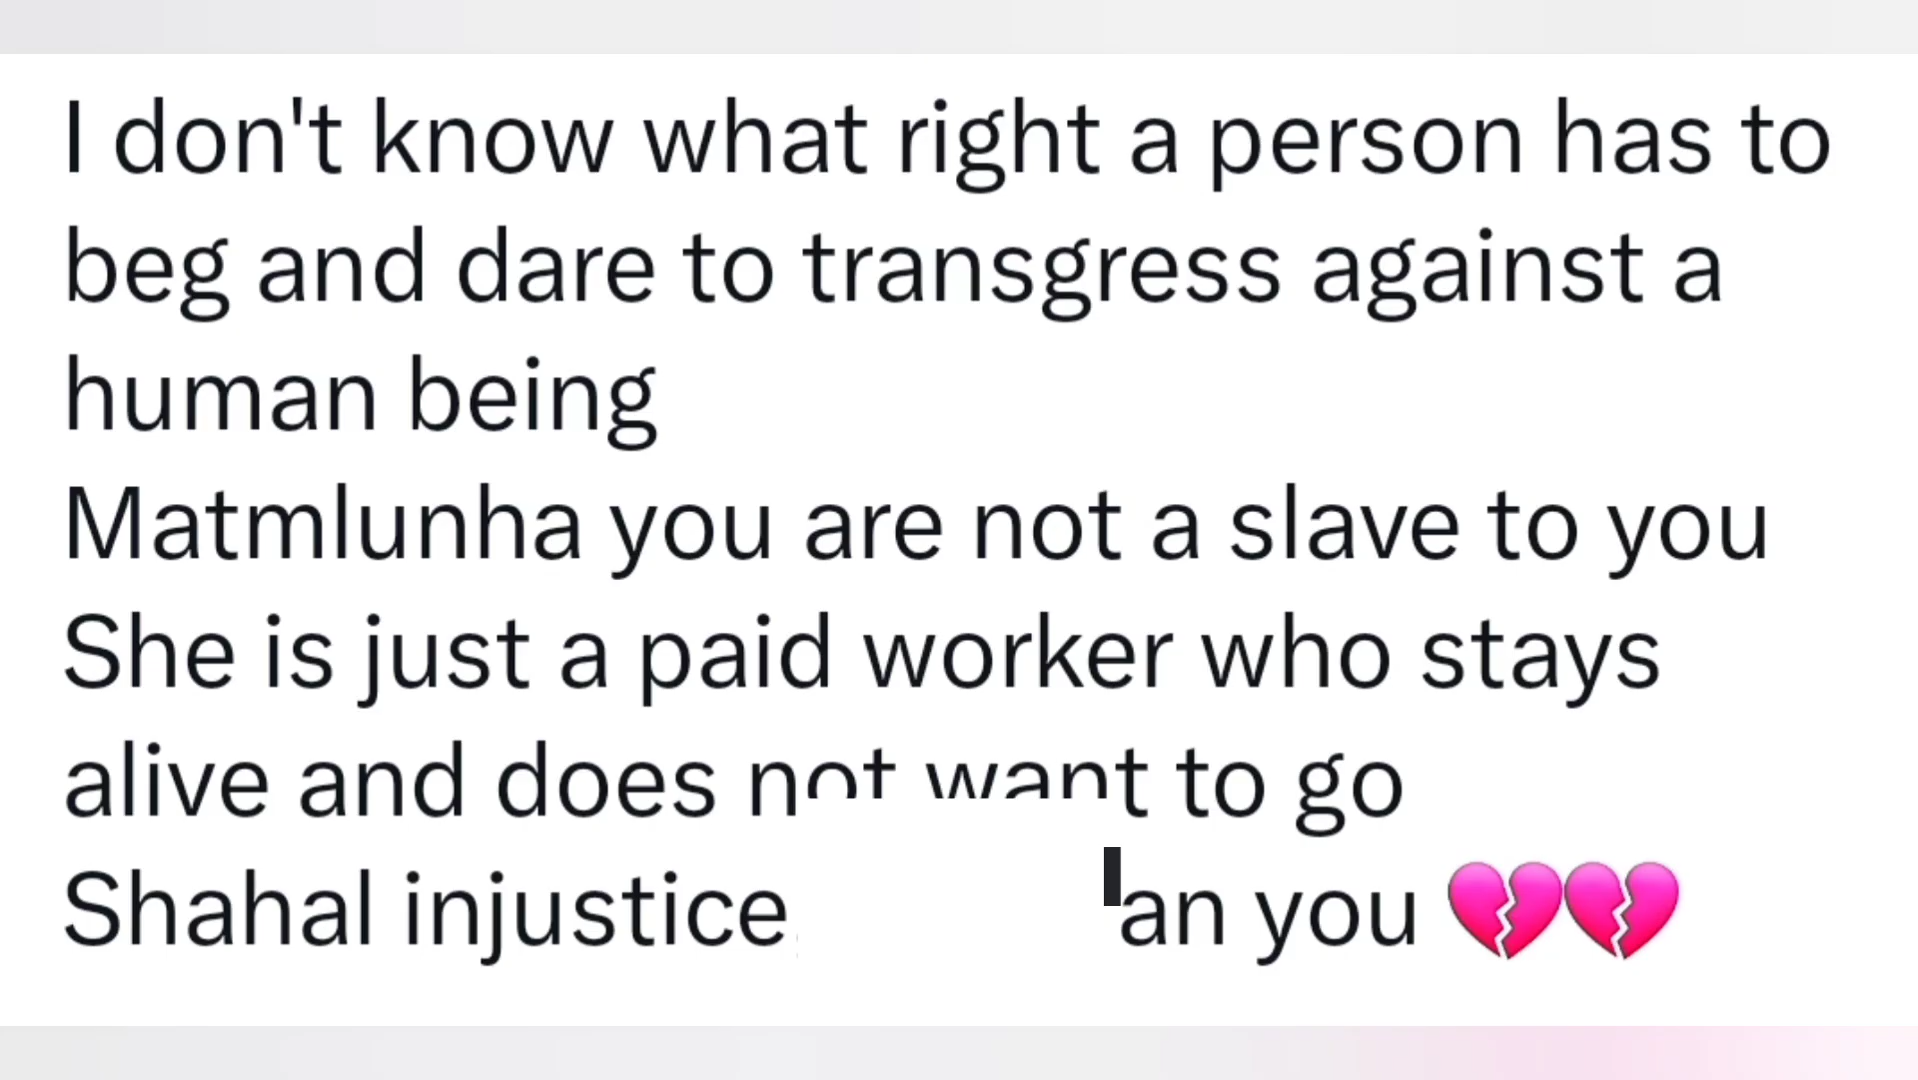 I don't know what right a person has to
beg and dare to transgress against a
human being
Matmlunha you are not a slave to you
She is just a paid worker who stays
alive and does not want to go
Shahal injustice an you 💔💔